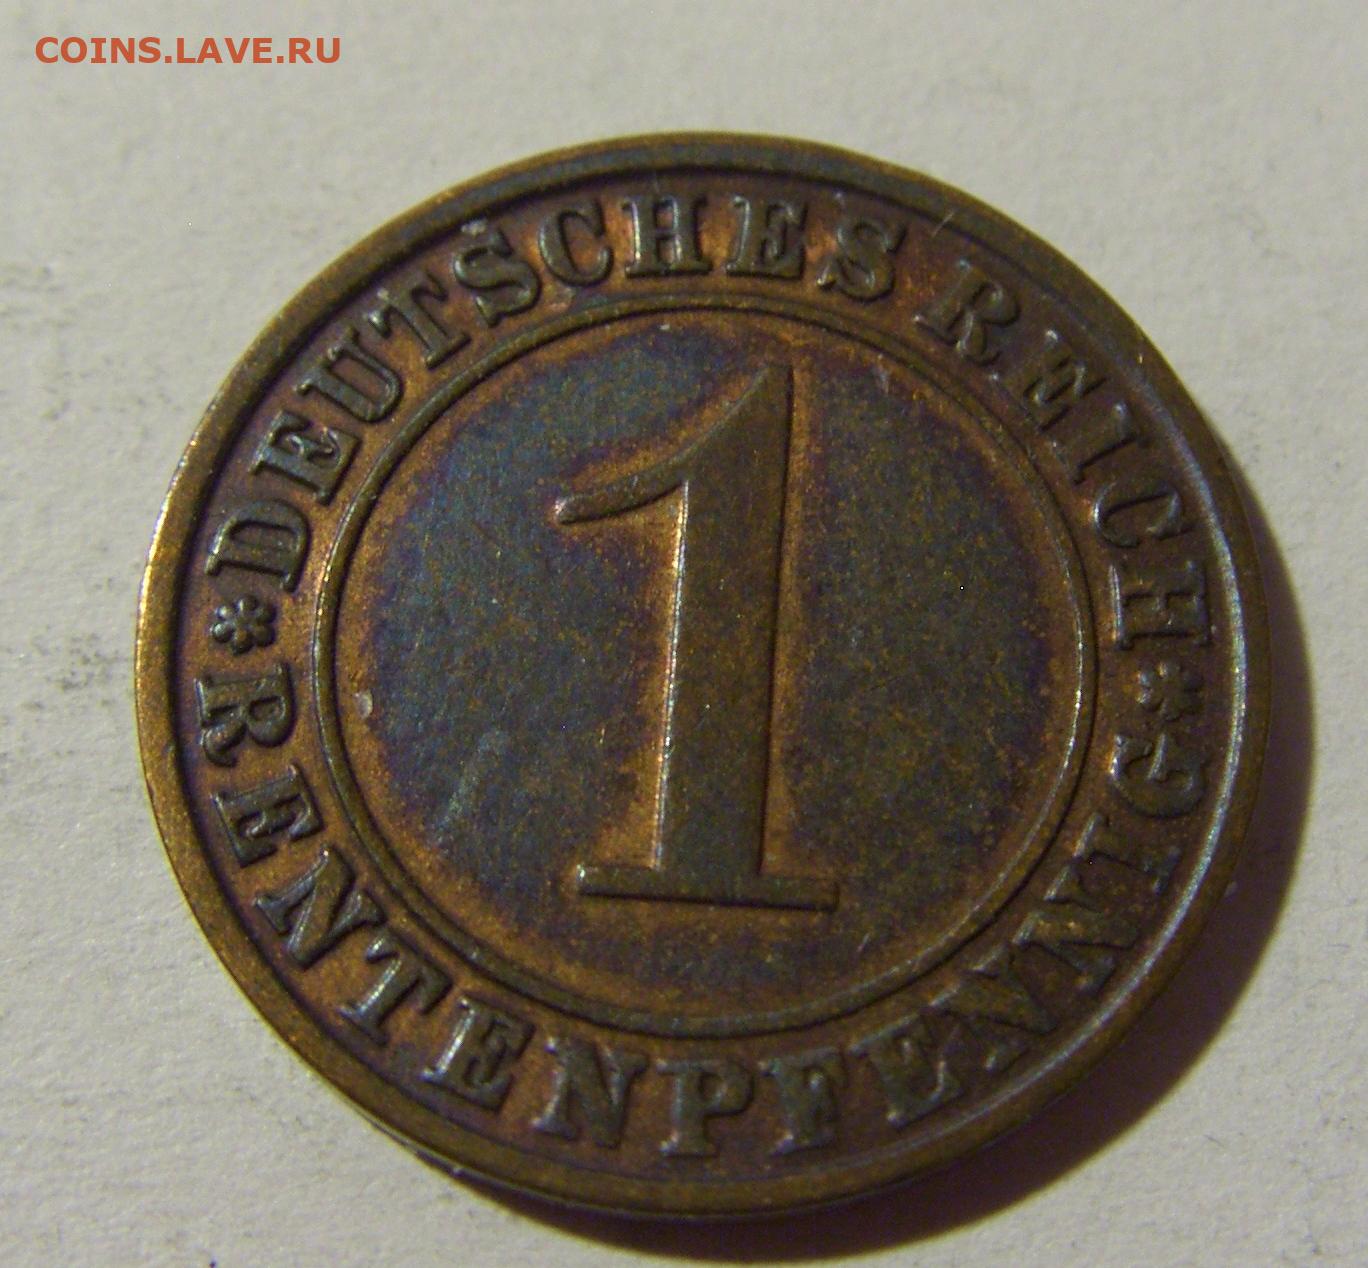 COINS.LAVE.RU
DEUTSCHES REICH
1
RENTENPFENNIG